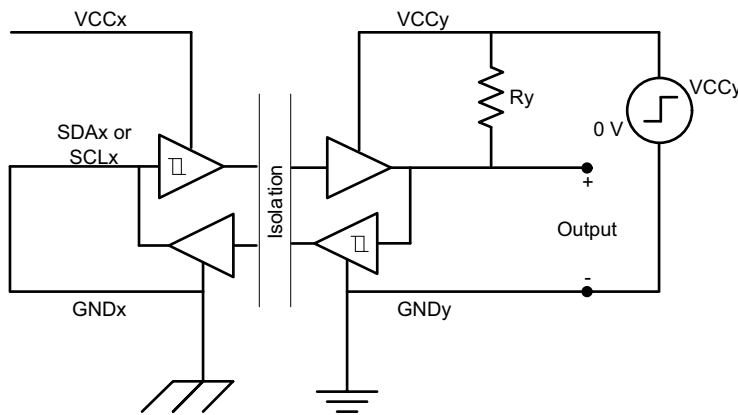 VCCx
VCCy
Ry
VCCy
0 V
SDAx or
SCLx
Isolation
+
Output
-
GNDx
GNDy